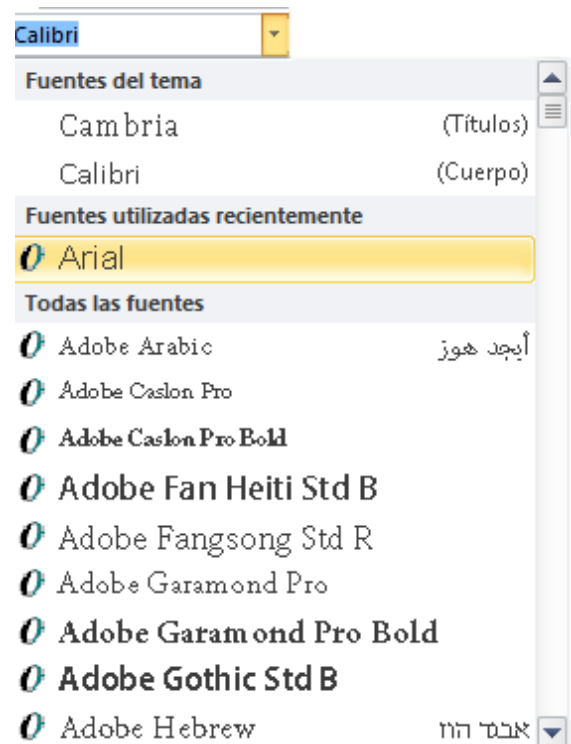 Calibri
Fuentes del tema
Cambria (Títulos)
Calibri (Cuerpo)
Fuentes utilizadas recientemente
Arial
Todas las fuentes
Adobe Arabic أيجد هوز
Adobe Caslon Pro
Adobe Caslon Pro Bold
Adobe Fan Heiti Std B
Adobe Fangsong Std R
Adobe Garamond Pro
Adobe Garamond Pro Bold
Adobe Gothic Std B
Adobe Hebrew אבגד הוז